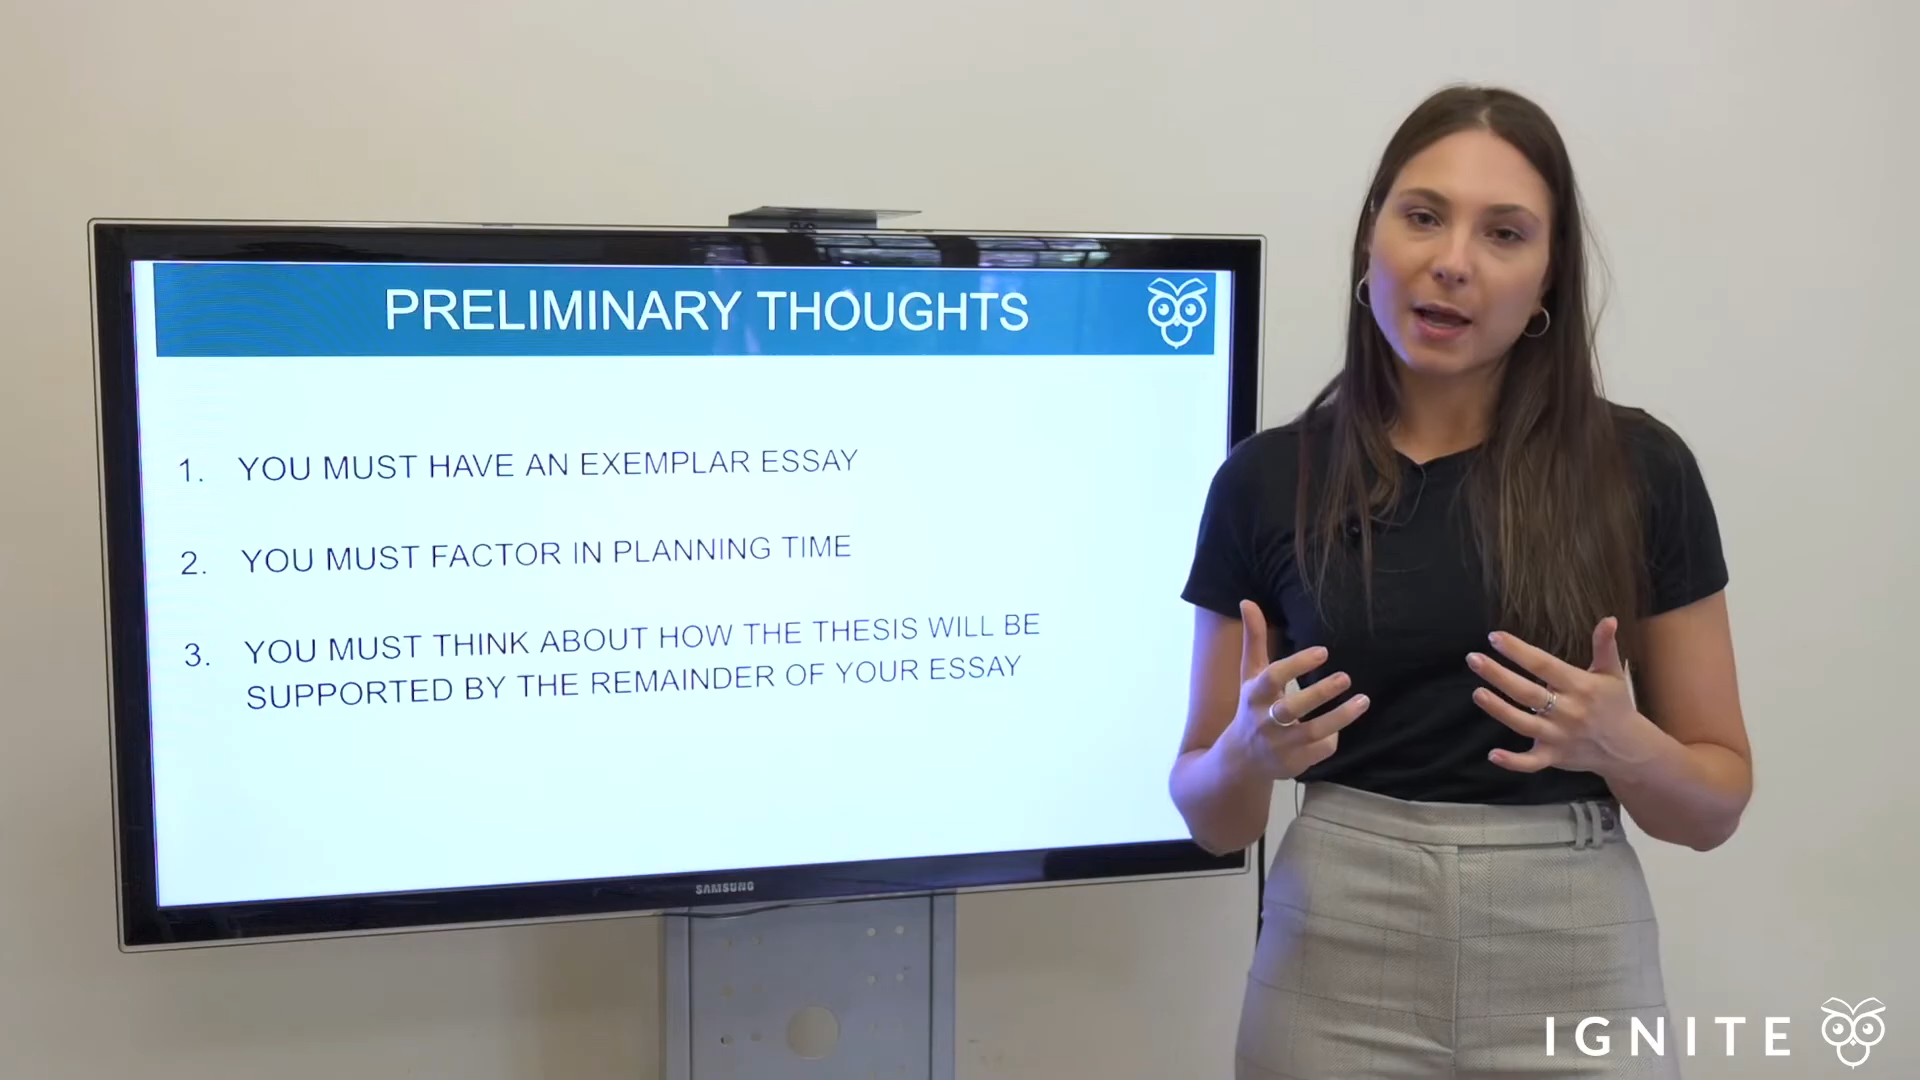 PRELIMINARY THOUGHTS
1. YOU MUST HAVE AN EXEMPLAR ESSAY
2. YOU MUST FACTOR IN PLANNING TIME
3. YOU MUST THINK ABOUT HOW THE THESIS WILL BE
SUPPORTED BY THE REMAINDER OF YOUR ESSAY
SAMSUNG
IGNITE